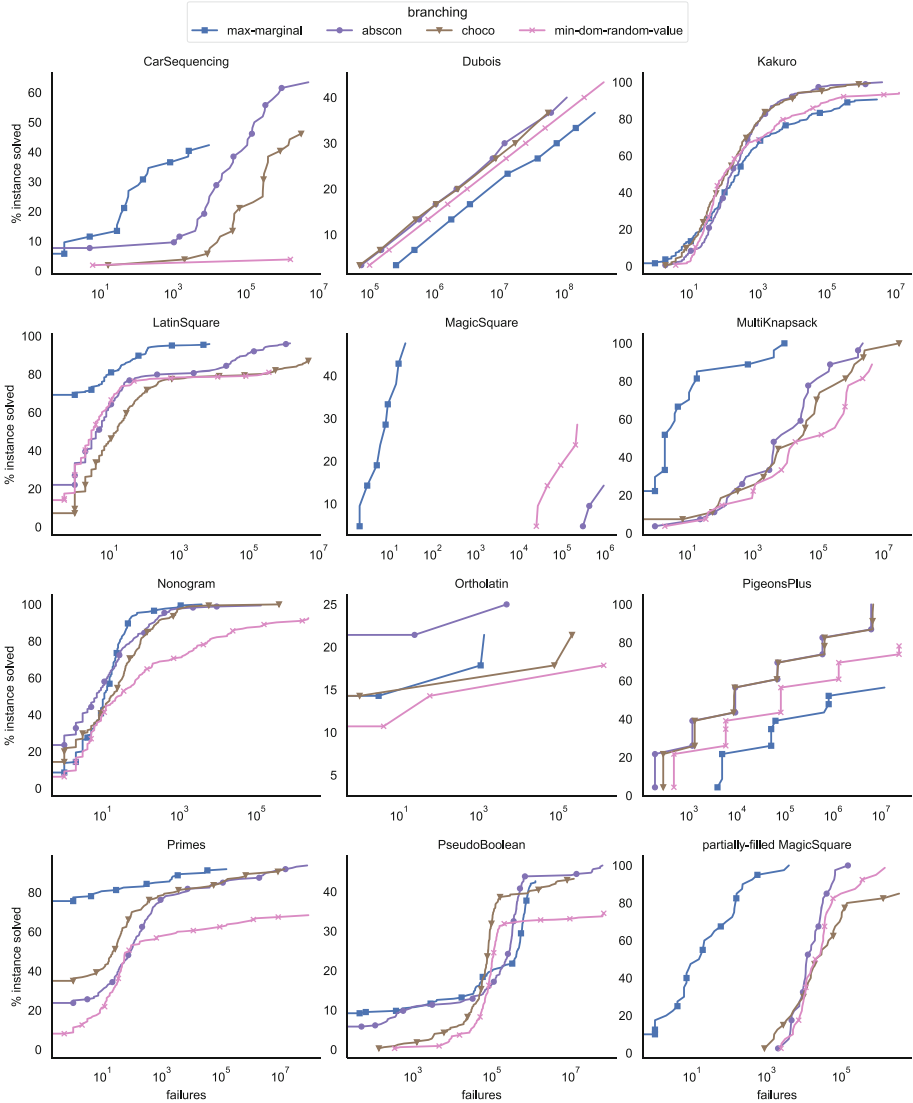 branching
max-marginal abscon choco min-dom-random-value
CarSequencing Dubois Kakuro
% instance solved
60 50 40 30 20 10 0
10^1 10^3 10^5 10^7
40 30 20 10
10^5 10^6 10^7 10^8
100 80 60 40 20 0
10^1 10^3 10^5 10^7
LatinSquare MagicSquare MultiKnapsack
% instance solved
100 80 60 40 20 0
10^1 10^3 10^5 10^7
40 30 20 10
10^1 10^2 10^3 10^4 10^5 10^6
100 80 60 40 20 0
10^1 10^3 10^5 10^7
Nonogram Ortholatin PigeonsPlus
% instance solved
100 80 60 40 20 0
10^1 10^3 10^5
25 20 15 10 5
10^1 10^3 10^5
100 80 60 40 20 0
10^3 10^4 10^5 10^6 10^7
Primes PseudoBoolean partially-filled MagicSquare
% instance solved
80 60 40 20 0
10^1 10^3 10^5 10^7
failures
40 30 20 10 0
10^1 10^3 10^5 10^7
failures
100 80 60 40 20 0
10^1 10^3 10^5
failures